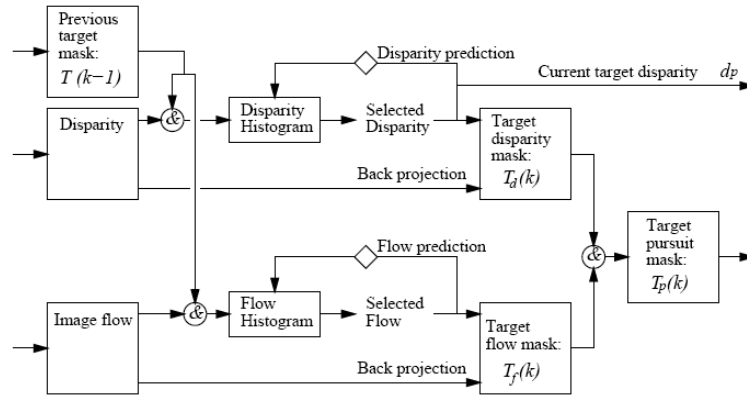 Previous
target
mask:
T (k−1)
Disparity prediction
Current target disparity dp
Disparity
&
Disparity
Histogram
Selected
Disparity
Target
disparity
mask:
Td(k)
Back projection
&
Target
pursuit
mask:
Tp(k)
Flow prediction
Image flow
&
Flow
Histogram
Selected
Flow
Target
flow mask:
Tf(k)
Back projection